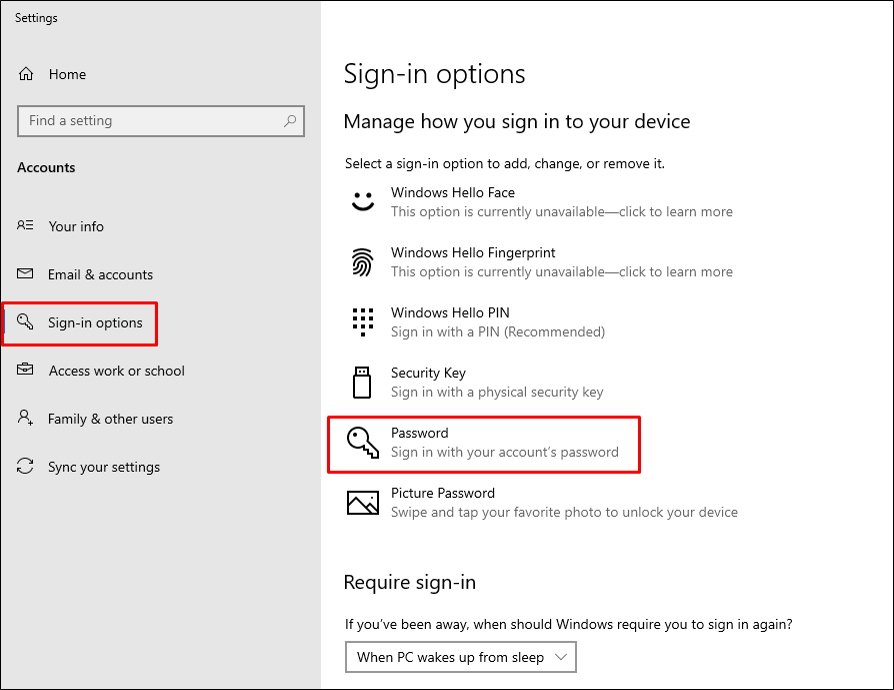 Settings
Home
Find a setting
Accounts
Your info
Email & accounts
Sign-in options
Access work or school
Family & other users
Sync your settings
Sign-in options
Manage how you sign in to your device
Select a sign-in option to add, change, or remove it.
Windows Hello Face
This option is currently unavailable—click to learn more
Windows Hello Fingerprint
This option is currently unavailable—click to learn more
Windows Hello PIN
Sign in with a PIN (Recommended)
Security Key
Sign in with a physical security key
Password
Sign in with your account's password
Picture Password
Swipe and tap your favorite photo to unlock your device
Require sign-in
If you've been away, when should Windows require you to sign in again?
When PC wakes up from sleep